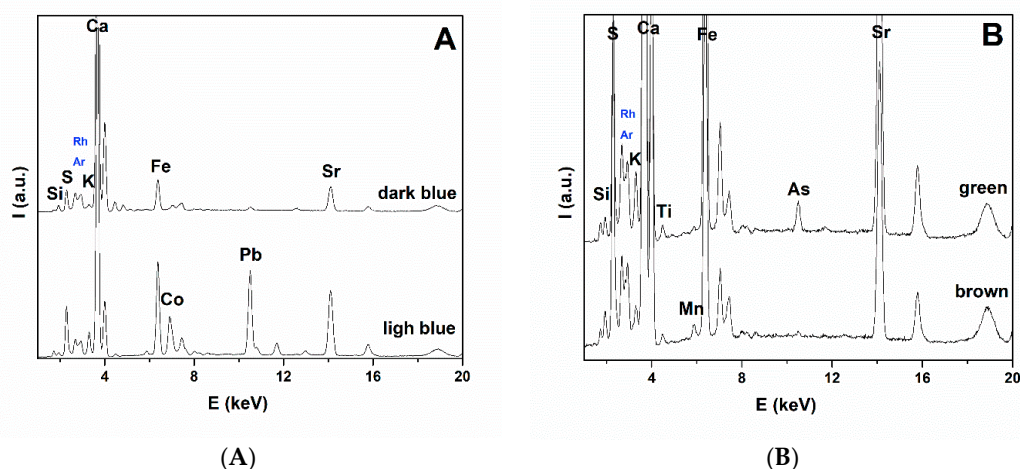 A
Ca
Rh
Ar
Si
S
K
Fe
Sr
dark blue
Pb
Co
ligh blue
I (a.u.)
4
8
12
16
20
E (keV)
(A)
B
S
Ca
Fe
Sr
Rh
Ar
K
Si
Ti
As
green
Mn
brown
I (a.u.)
4
8
12
16
20
E (keV)
(B)